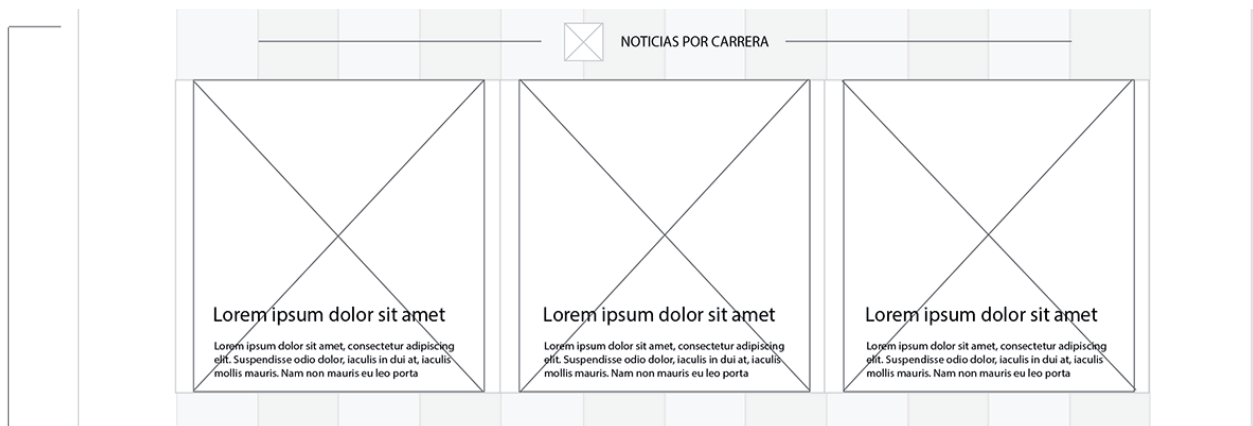 NOTICIAS POR CARRERA
Lorem ipsum dolor sit amet
Lorem ipsum dolor sit amet, consectetur adipiscing
elit. Suspendisse odio dolor, iaculis in dui at, iaculis
mollis mauris. Nam non mauris eu leo porta
Lorem ipsum dolor sit amet
Lorem ipsum dolor sit amet, consectetur adipiscing
elit. Suspendisse odio dolor, iaculis in dui at, iaculis
mollis mauris. Nam non mauris eu leo porta
Lorem ipsum dolor sit amet
Lorem ipsum dolor sit amet, consectetur adipiscing
elit. Suspendisse odio dolor, iaculis in dui at, iaculis
mollis mauris. Nam non mauris eu leo porta